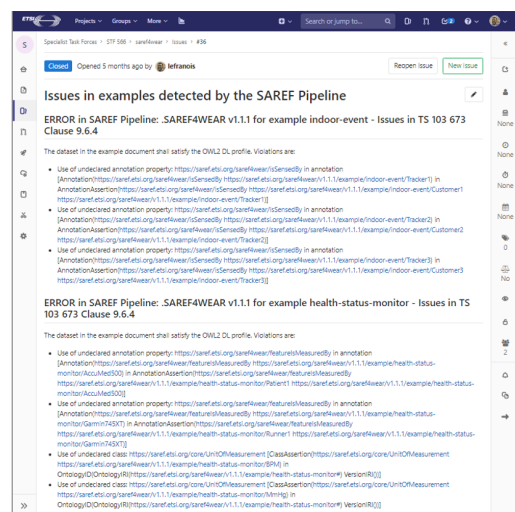 ETSI Projects Groups More Search or jump to... 2
S Specialist Task Forces > STF 566 > saref4wear > Issues > #36
Closed Opened 5 months ago by lefrancois Reopen issue New issue
Issues in examples detected by the SAREF Pipeline
ERROR in SAREF Pipeline: .SAREF4WEAR v1.1.1 for example indoor-event - Issues in TS 103 673
Clause 9.6.4
The dataset in the example document shall satisfy the OWL2 DL profile. Violations are:
• Use of undeclared annotation property: https://saref.etsi.org/saref4wear/isSensedBy in annotation
[Annotation(https://saref.etsi.org/saref4wear/isSensedBy https://saref.etsi.org/saref4wear/v1.1.1/example/indoor-event/Tracker1) in
AnnotationAssertion(https://saref.etsi.org/saref4wear/isSensedBy https://saref.etsi.org/saref4wear/v1.1.1/example/indoor-event/Customer1
https://saref.etsi.org/saref4wear/v1.1.1/example/indoor-event/Tracker1)]
• Use of undeclared annotation property: https://saref.etsi.org/saref4wear/isSensedBy in annotation
[Annotation(https://saref.etsi.org/saref4wear/isSensedBy https://saref.etsi.org/saref4wear/v1.1.1/example/indoor-event/Tracker2) in
AnnotationAssertion(https://saref.etsi.org/saref4wear/isSensedBy https://saref.etsi.org/saref4wear/v1.1.1/example/indoor-event/Customer2
https://saref.etsi.org/saref4wear/v1.1.1/example/indoor-event/Tracker2)]
• Use of undeclared annotation property: https://saref.etsi.org/saref4wear/isSensedBy in annotation
[Annotation(https://saref.etsi.org/saref4wear/isSensedBy https://saref.etsi.org/saref4wear/v1.1.1/example/indoor-event/Tracker3) in
AnnotationAssertion(https://saref.etsi.org/saref4wear/isSensedBy https://saref.etsi.org/saref4wear/v1.1.1/example/indoor-event/Customer3
https://saref.etsi.org/saref4wear/v1.1.1/example/indoor-event/Tracker3)]
ERROR in SAREF Pipeline: .SAREF4WEAR v1.1.1 for example health-status-monitor - Issues in TS
103 673 Clause 9.6.4
The dataset in the example document shall satisfy the OWL2 DL profile. Violations are:
• Use of undeclared annotation property: https://saref.etsi.org/saref4wear/featureIsMeasuredBy in annotation
[Annotation(https://saref.etsi.org/saref4wear/featureIsMeasuredBy https://saref.etsi.org/saref4wear/v1.1.1/example/health-status-
monitor/AccuMed500) in AnnotationAssertion(https://saref.etsi.org/saref4wear/featureIsMeasuredBy
https://saref.etsi.org/saref4wear/v1.1.1/example/health-status-monitor/Patient1 https://saref.etsi.org/saref4wear/v1.1.1/example/health-status-
monitor/AccuMed500)]
• Use of undeclared annotation property: https://saref.etsi.org/saref4wear/featureIsMeasuredBy in annotation
[Annotation(https://saref.etsi.org/saref4wear/featureIsMeasuredBy https://saref.etsi.org/saref4wear/v1.1.1/example/health-status-
monitor/Garmin745XT) in AnnotationAssertion(https://saref.etsi.org/saref4wear/featureIsMeasuredBy
https://saref.etsi.org/saref4wear/v1.1.1/example/health-status-monitor/Runner1 https://saref.etsi.org/saref4wear/v1.1.1/example/health-status-
monitor/Garmin745XT)]
• Use of undeclared class: https://saref.etsi.org/core/UnitOfMeasurement [ClassAssertion(https://saref.etsi.org/core/UnitOfMeasurement
https://saref.etsi.org/saref4wear/v1.1.1/example/health-status-monitor/BPM) in
OntologyID(OntologyIRI(https://saref.etsi.org/saref4wear/v1.1.1/example/health-status-monitor#) VersionIRI())]
• Use of undeclared class: https://saref.etsi.org/core/UnitOfMeasurement [ClassAssertion(https://saref.etsi.org/core/UnitOfMeasurement
https://saref.etsi.org/saref4wear/v1.1.1/example/health-status-monitor/MmHg) in
OntologyID(OntologyIRI(https://saref.etsi.org/saref4wear/v1.1.1/example/health-status-monitor#) VersionIRI())]
None
None
None
None
0
No
2